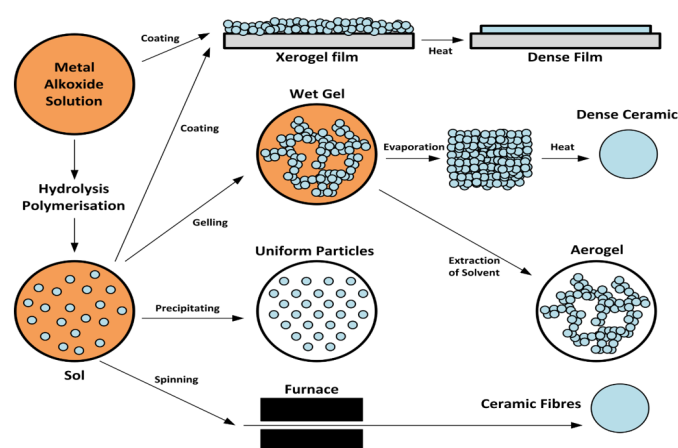 Coating
Xerogel film
Heat
Dense Film
Metal
Alkoxide
Solution
Coating
Wet Gel
Dense Ceramic
Evaporation
Heat
Hydrolysis
Polymerisation
Gelling
Uniform Particles
Extraction
of Solvent
Aerogel
Precipitating
Sol
Spinning
Furnace
Ceramic Fibres